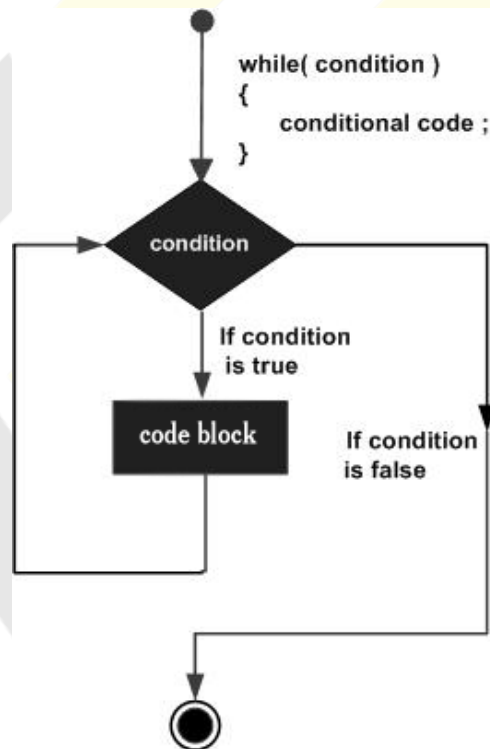 while( condition )
{
conditional code ;
}
condition
If condition
is true
code block
If condition
is false